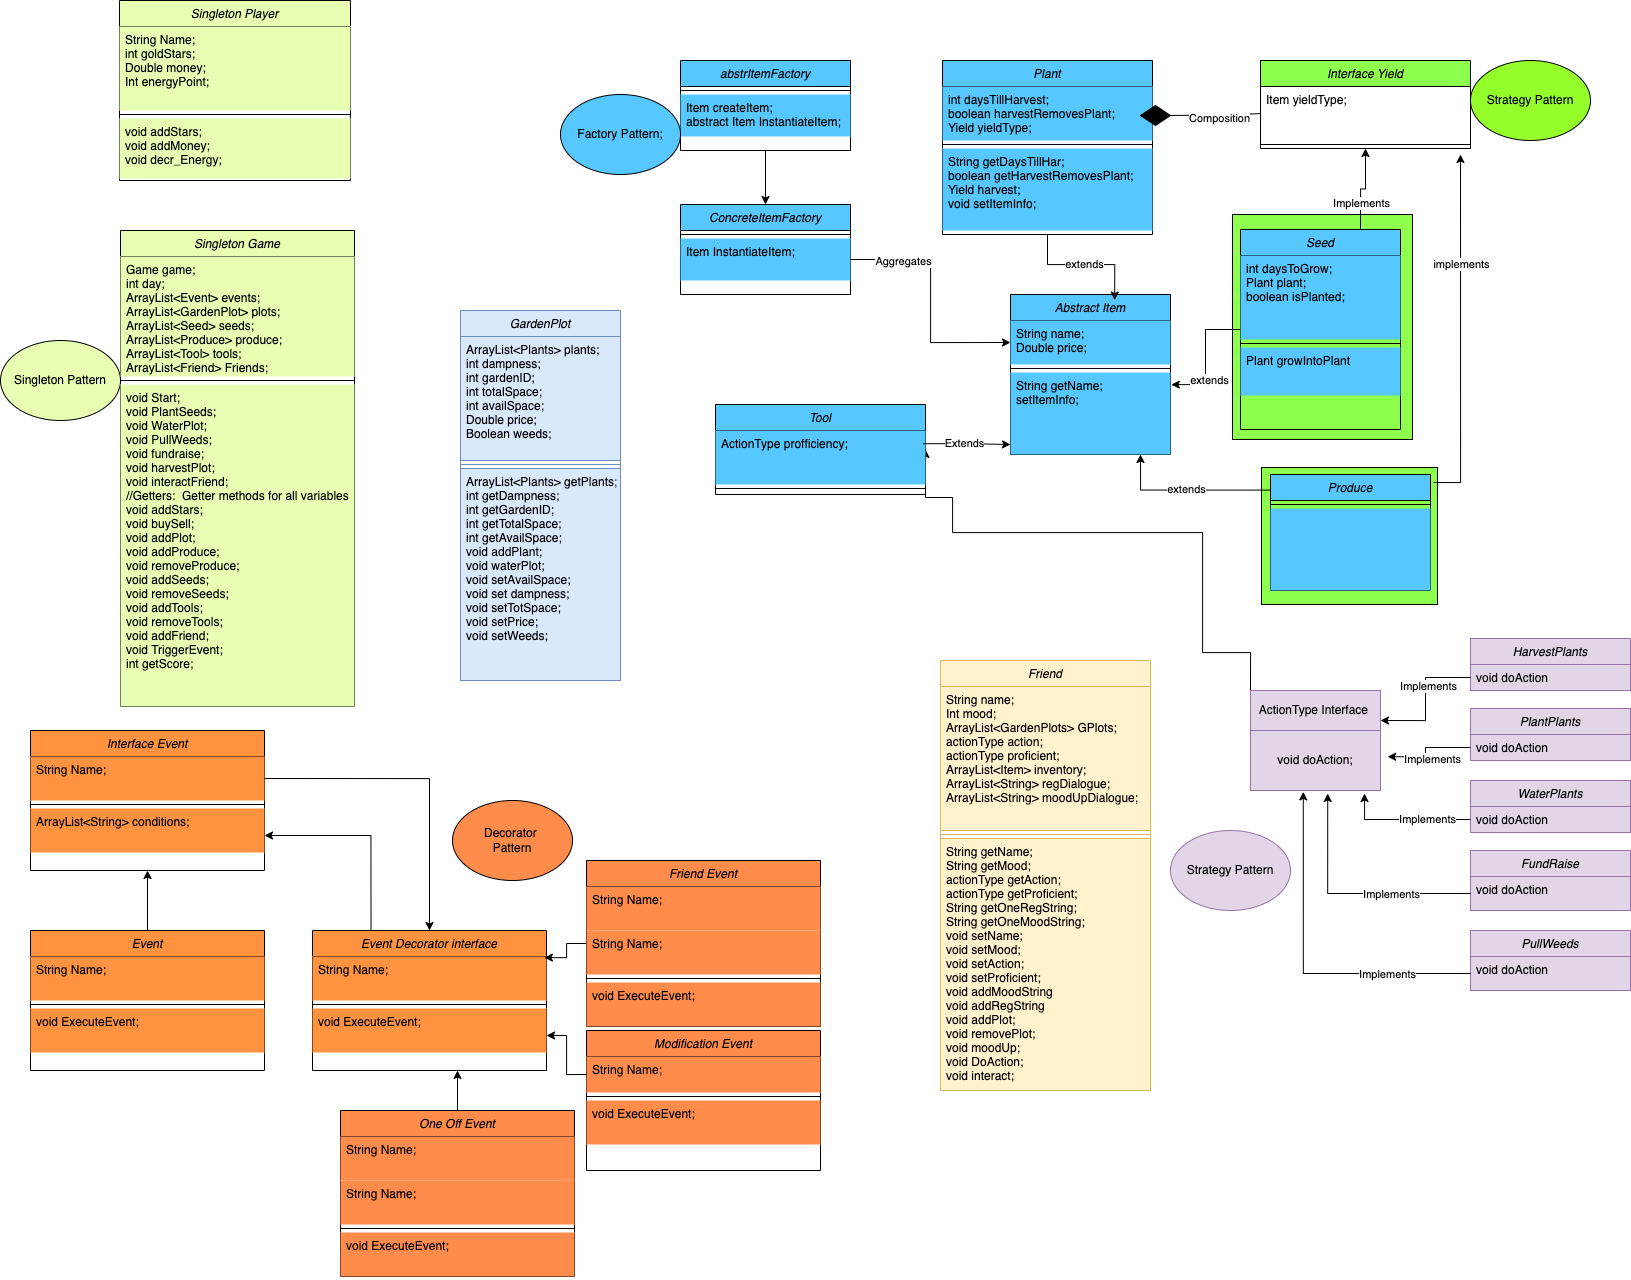 Singleton Player
String Name;
int goldStars;
Double money;
Int energyPoint;
void addStars;
void addMoney;
void decr_Energy;
Singleton Game
Game game;
int day;
ArrayList<Event> events;
ArrayList<GardenPlot> plots;
ArrayList<Seed> seeds;
ArrayList<Produce> produce;
ArrayList<Tool> tools;
ArrayList<Friend> Friends;
void Start;
void PlantSeeds;
void WaterPlot;
void PullWeeds;
void fundraise;
void harvestPlot;
void interactFriend;
//Getters:  Getter methods for all variables
void addStars;
void buySell;
void addPlot;
void addProduce;
void removeProduce;
void addSeeds;
void removeSeeds;
void addTools;
void removeTools;
void addFriend;
void TriggerEvent;
int getScore;
Singleton Pattern
Factory Pattern;
abstrItemFactory
Item createItem;
abstract Item InstantiateItem;
ConcreteItemFactory
Item InstantiateItem;
Aggregates
GardenPlot
ArrayList<Plants> plants;
int dampness;
int gardenID;
int totalSpace;
int availSpace;
Double price;
Boolean weeds;
ArrayList<Plants> getPlants;
int getDampness;
int getGardenID;
int getTotalSpace;
int getAvailSpace;
void addPlant;
void waterPlot;
void setAvailSpace;
void set dampness;
void setTotSpace;
void setPrice;
void setWeeds;
Plant
int daysTillHarvest;
boolean harvestRemovesPlant;
Yield yieldType;
String getDaysTillHar;
boolean getHarvestRemovesPlant;
Yield harvest;
void setItemInfo;
Composition
Interface Yield
Item yieldType;
Strategy Pattern
Implements
implements
extends
Abstract Item
String name;
Double price;
String getName;
setItemInfo;
Seed
int daysToGrow;
Plant plant;
boolean isPlanted;
Plant growIntoPlant
extends
Tool
ActionType profficiency;
Extends
extends
Produce
Friend
String name;
Int mood;
ArrayList<GardenPlots> GPlots;
actionType action;
actionType proficient;
ArrayList<Item> inventory;
ArrayList<String> regDialogue;
ArrayList<String> moodUpDialogue;
String getName;
String getMood;
actionType getAction;
actionType getProficient;
String getOneRegString;
String getOneMoodString;
void setName;
void setMood;
void setAction;
void setProficient;
void addMoodString
void addRegString
void addPlot;
void removePlot;
void moodUp;
void DoAction;
void interact;
ActionType Interface
void doAction;
Strategy Pattern
HarvestPlants
void doAction
Implements
PlantPlants
void doAction
Implements
WaterPlants
void doAction
Implements
FundRaise
void doAction
Implements
PullWeeds
void doAction
Implements
Interface Event
String Name;
ArrayList<String> conditions;
Decorator
Pattern
Event
String Name;
void ExecuteEvent;
Event Decorator interface
String Name;
void ExecuteEvent;
Friend Event
String Name;
String Name;
void ExecuteEvent;
Modification Event
String Name;
void ExecuteEvent;
One Off Event
String Name;
String Name;
void ExecuteEvent;